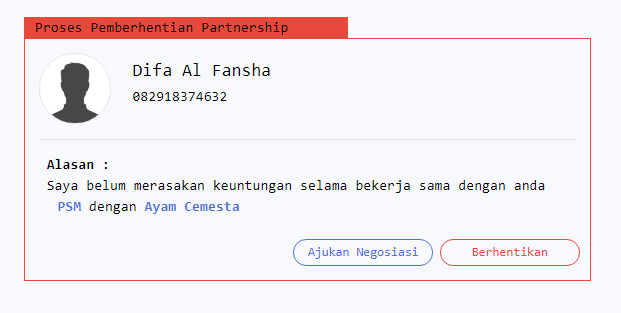 Proses Pemberhentian Partnership
Difa Al Fansha
082918374632
Alasan :
Saya belum merasakan keuntungan selama bekerja sama dengan anda
PSM dengan Ayam Cemesta
Ajukan Negosiasi
Berhentikan